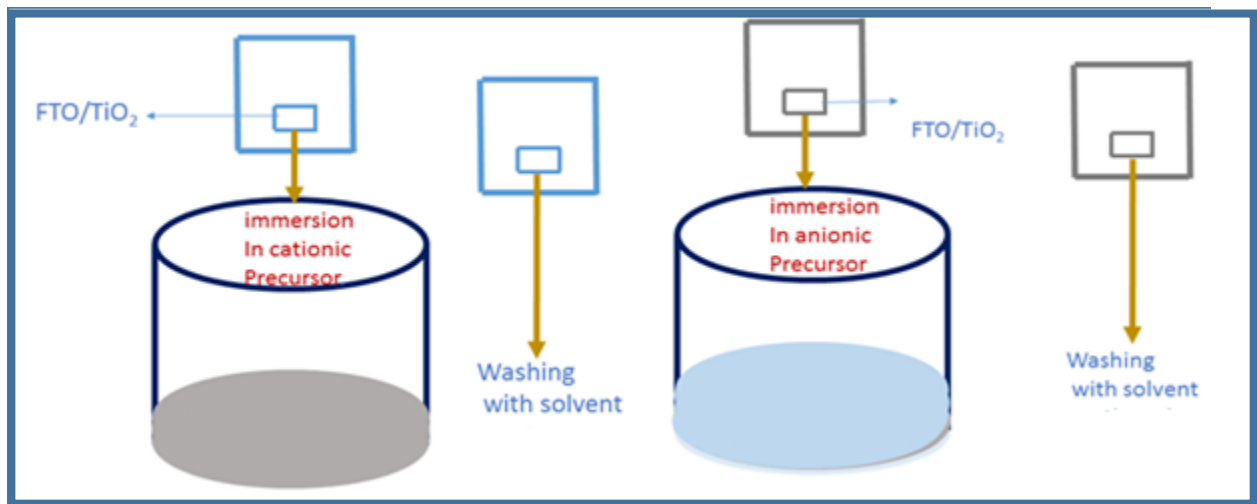 FTO/TiO₂
immersion
In cationic
Precursor
Washing
with solvent
immersion
In anionic
Precursor
FTO/TiO₂
Washing
with solvent